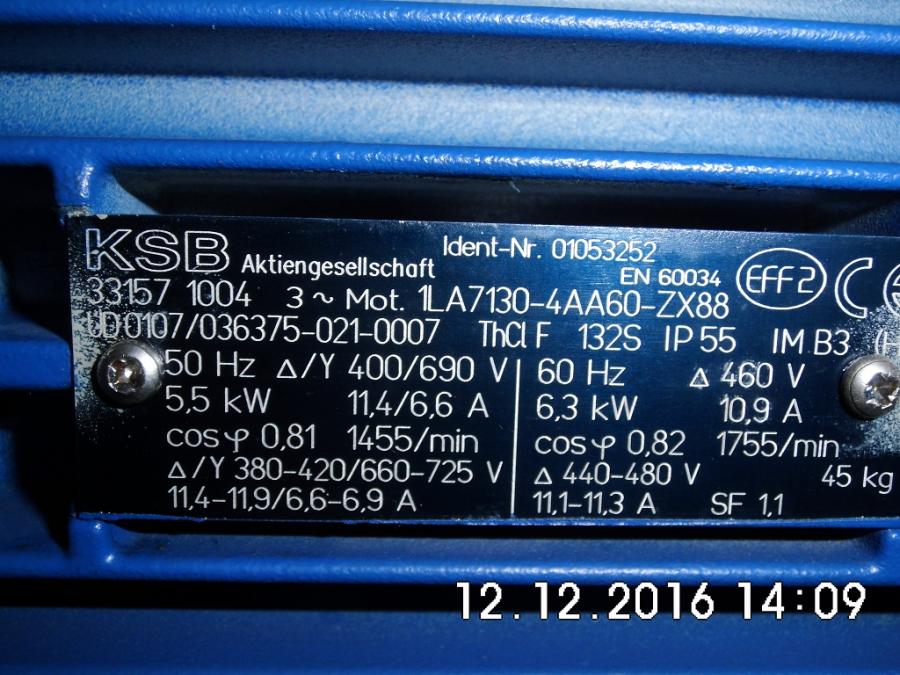 KSB Aktiengesellschaft Ident-Nr. 01053252
EN 60034 EFF2 CE
33157 1004 3 ~ Mot. 1LA7130-4AA60-ZX88
UD0107/036375-021-0007 ThCl F 132S IP 55 IM B3 (H
50 Hz Δ/Y 400/690 V 60 Hz Δ 460 V
5,5 kW 11,4/6,6 A 6,3 kW 10,9 A
cosφ 0,81 1455/min cosφ 0,82 1755/min
Δ/Y 380-420/660-725 V Δ 440-480 V 45 kg
11,4-11,9/6,6-6,9 A 11,1-11,3 A SF 1,1
12.12.2016 14:09